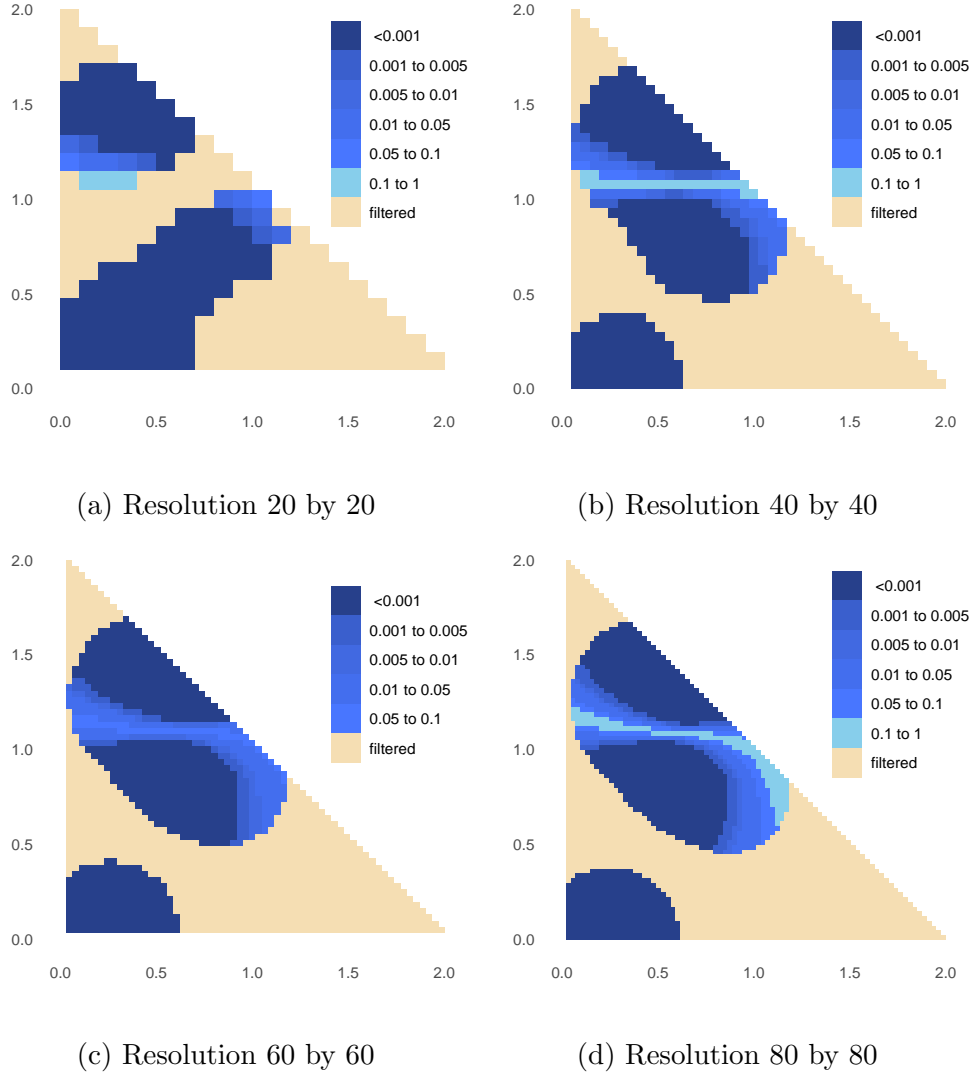 2.0
1.5
1.0
0.5
0.0
0.0 0.5 1.0 1.5 2.0
<0.001
0.001 to 0.005
0.005 to 0.01
0.01 to 0.05
0.05 to 0.1
0.1 to 1
filtered
(a) Resolution 20 by 20
2.0
1.5
1.0
0.5
0.0
0.0 0.5 1.0 1.5 2.0
<0.001
0.001 to 0.005
0.005 to 0.01
0.01 to 0.05
0.05 to 0.1
0.1 to 1
filtered
(b) Resolution 40 by 40
2.0
1.5
1.0
0.5
0.0
0.0 0.5 1.0 1.5 2.0
<0.001
0.001 to 0.005
0.005 to 0.01
0.01 to 0.05
0.05 to 0.1
filtered
(c) Resolution 60 by 60
2.0
1.5
1.0
0.5
0.0
0.0 0.5 1.0 1.5 2.0
<0.001
0.001 to 0.005
0.005 to 0.01
0.01 to 0.05
0.05 to 0.1
0.1 to 1
filtered
(d) Resolution 80 by 80